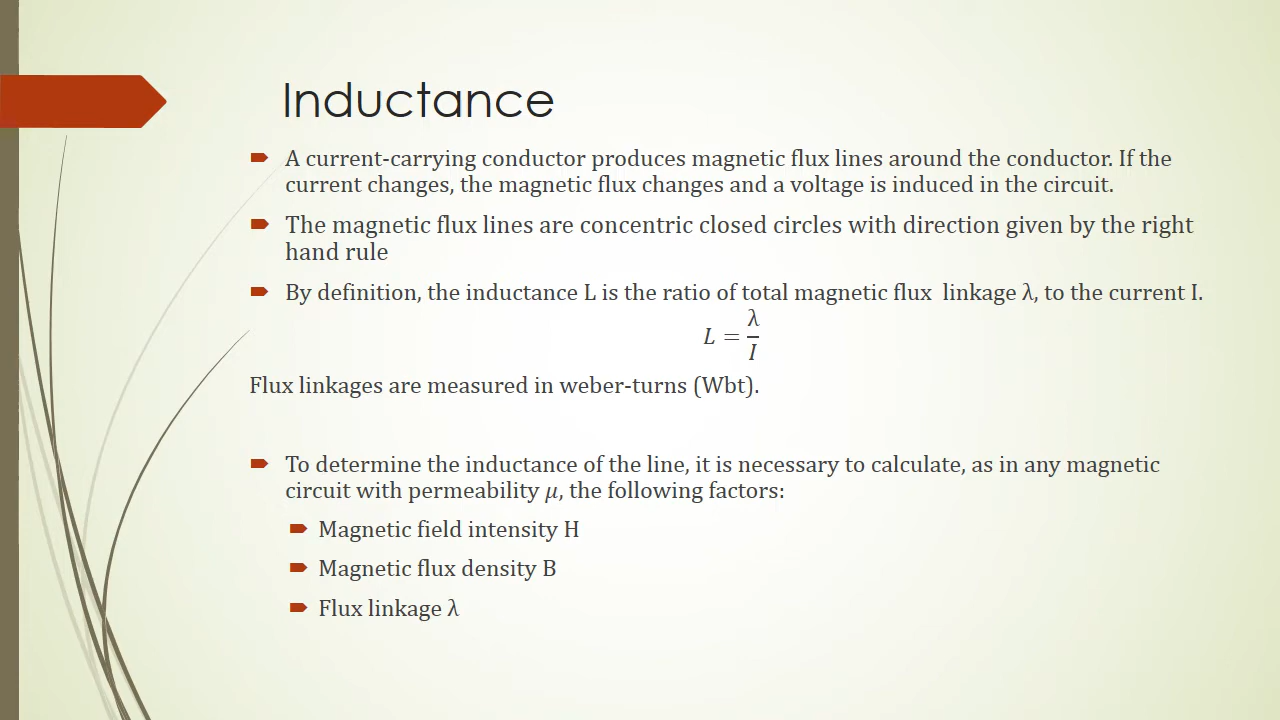 Inductance
A current-carrying conductor produces magnetic flux lines around the conductor. If the
current changes, the magnetic flux changes and a voltage is induced in the circuit.
The magnetic flux lines are concentric closed circles with direction given by the right
hand rule
By definition, the inductance L is the ratio of total magnetic flux  linkage λ, to the current I.
L = λ/I
Flux linkages are measured in weber-turns (Wbt).
To determine the inductance of the line, it is necessary to calculate, as in any magnetic
circuit with permeability μ, the following factors:
Magnetic field intensity H
Magnetic flux density B
Flux linkage λ